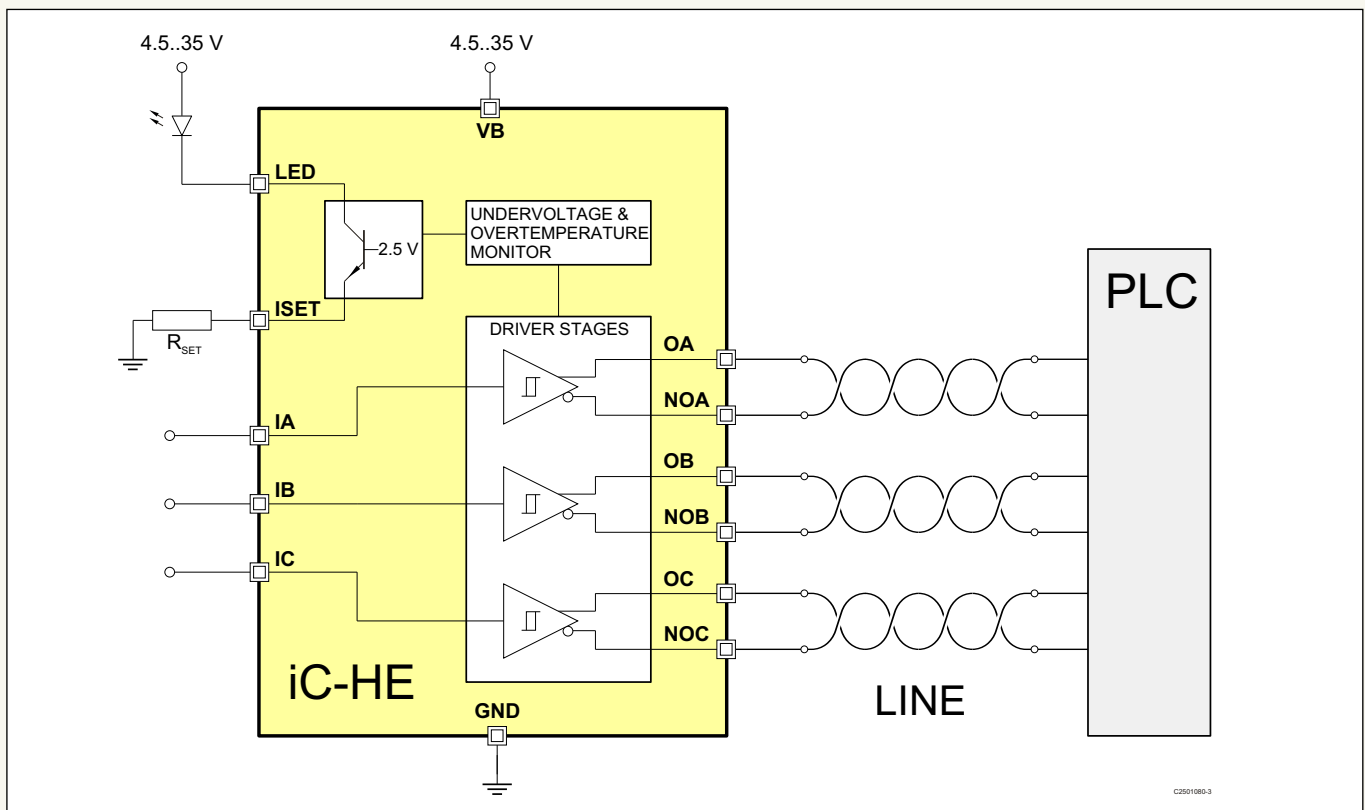 4.5..35 V
4.5..35 V
VB
LED
UNDERVOLTAGE &
OVERTEMPERATURE
MONITOR
2.5 V
ISET
RSET
DRIVER STAGES
PLC
OA
NOA
IA
OB
NOB
IB
IC
OC
NOC
iC-HE
LINE
GND
C2501080-3